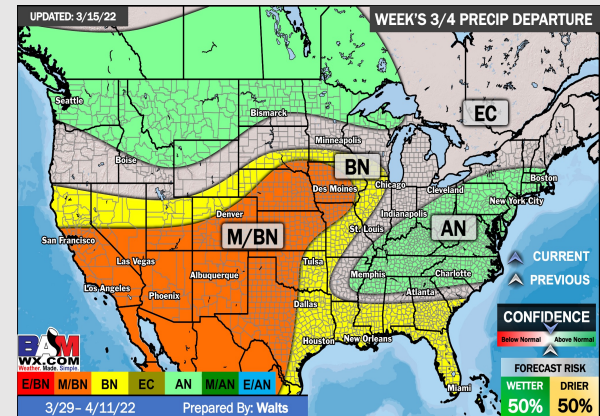 UPDATED: 3/15/22
WEEK'S 3/4 PRECIP DEPARTURE
Seattle
Bismarck
EC
Minneapolis
Boise
BN
Boston
Des Moines
Chicago
Cleveland
New York City
Denver
Indianapolis
San Francisco
M/BN
St. Louis
AN
Las Vegas
Tulsa
CURRENT
Albuquerque
Memphis
Charlotte
PREVIOUS
Los Angeles
Phoenix
Atlanta
Dallas
CONFIDENCE
Houston
New Orleans
Below Normal
Above Normal
BAM
WX.COM
Weather. Made. Simple.
FORECAST RISK
E/BN M/BN BN EC AN M/AN E/AN
Miami
WETTER
DRIER
50%
50%
3/29- 4/11/22
Prepared By: Walts